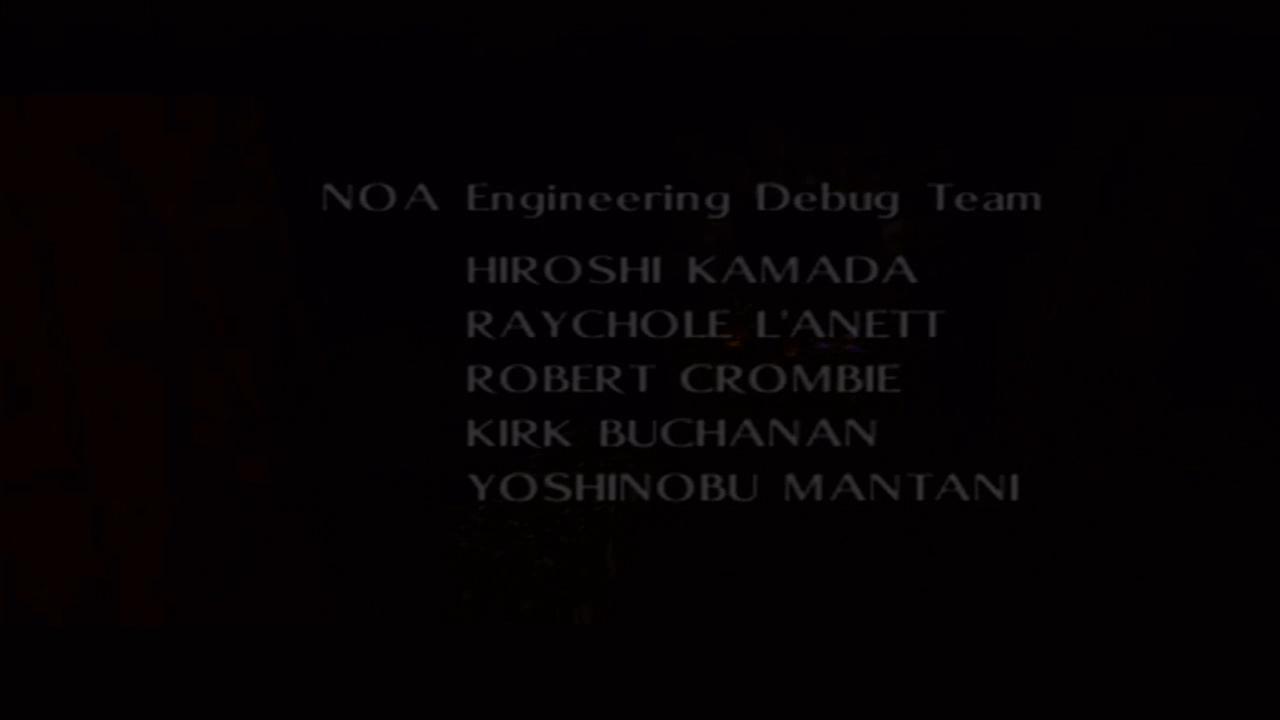 NOA Engineering Debug Team
HIROSHI KAMADA
RAYCHOLE L'ANETT
ROBERT CROMBIE
KIRK BUCHANAN
YOSHINOBU MANTANI